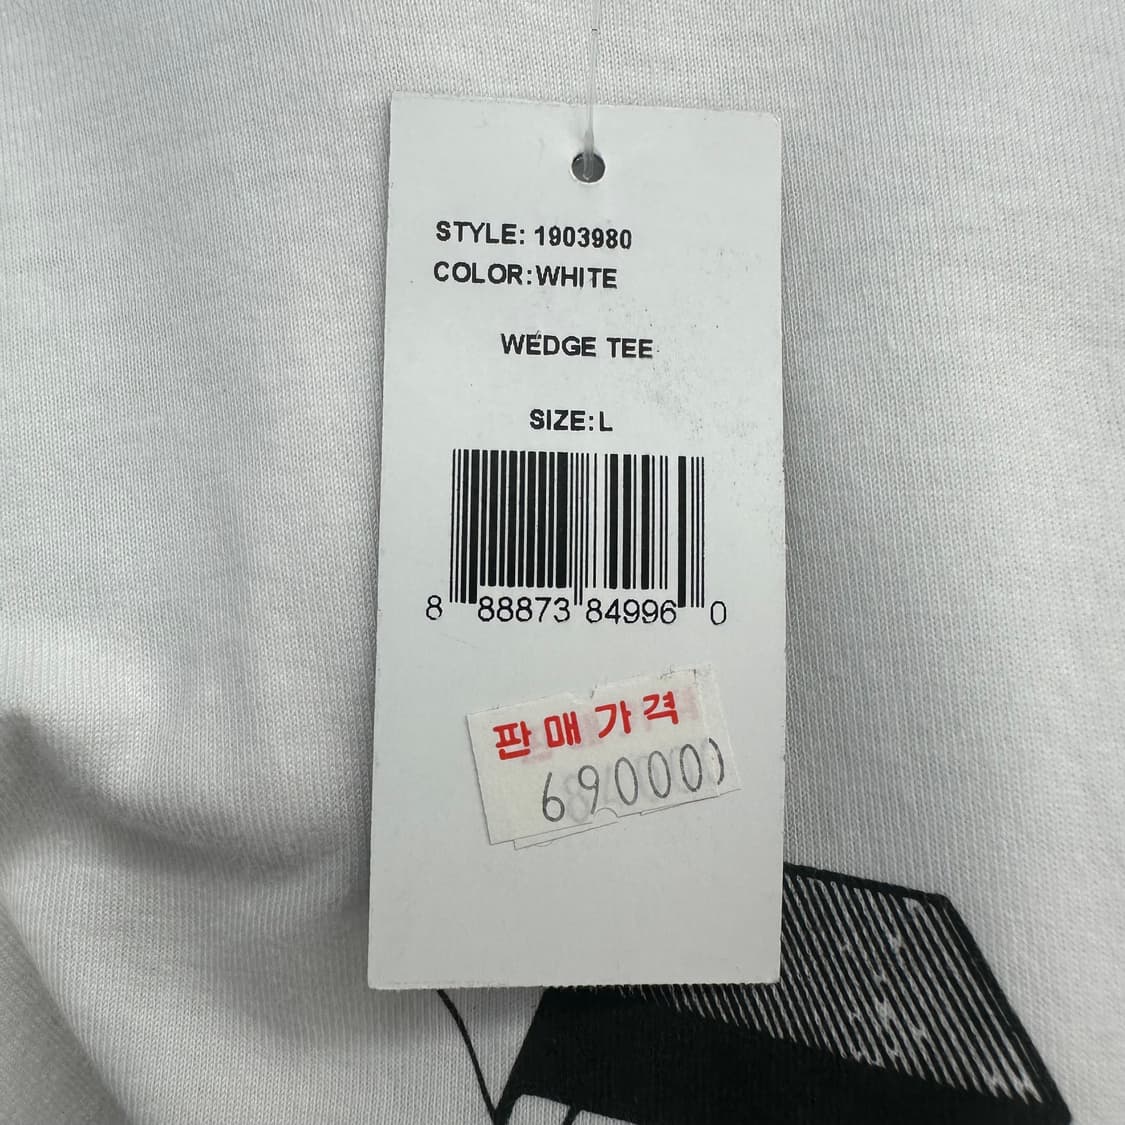 STYLE: 1903980
COLOR:WHITE
WEDGE TEE
SIZE:L
8 88873 84996 0
판매가격
69000